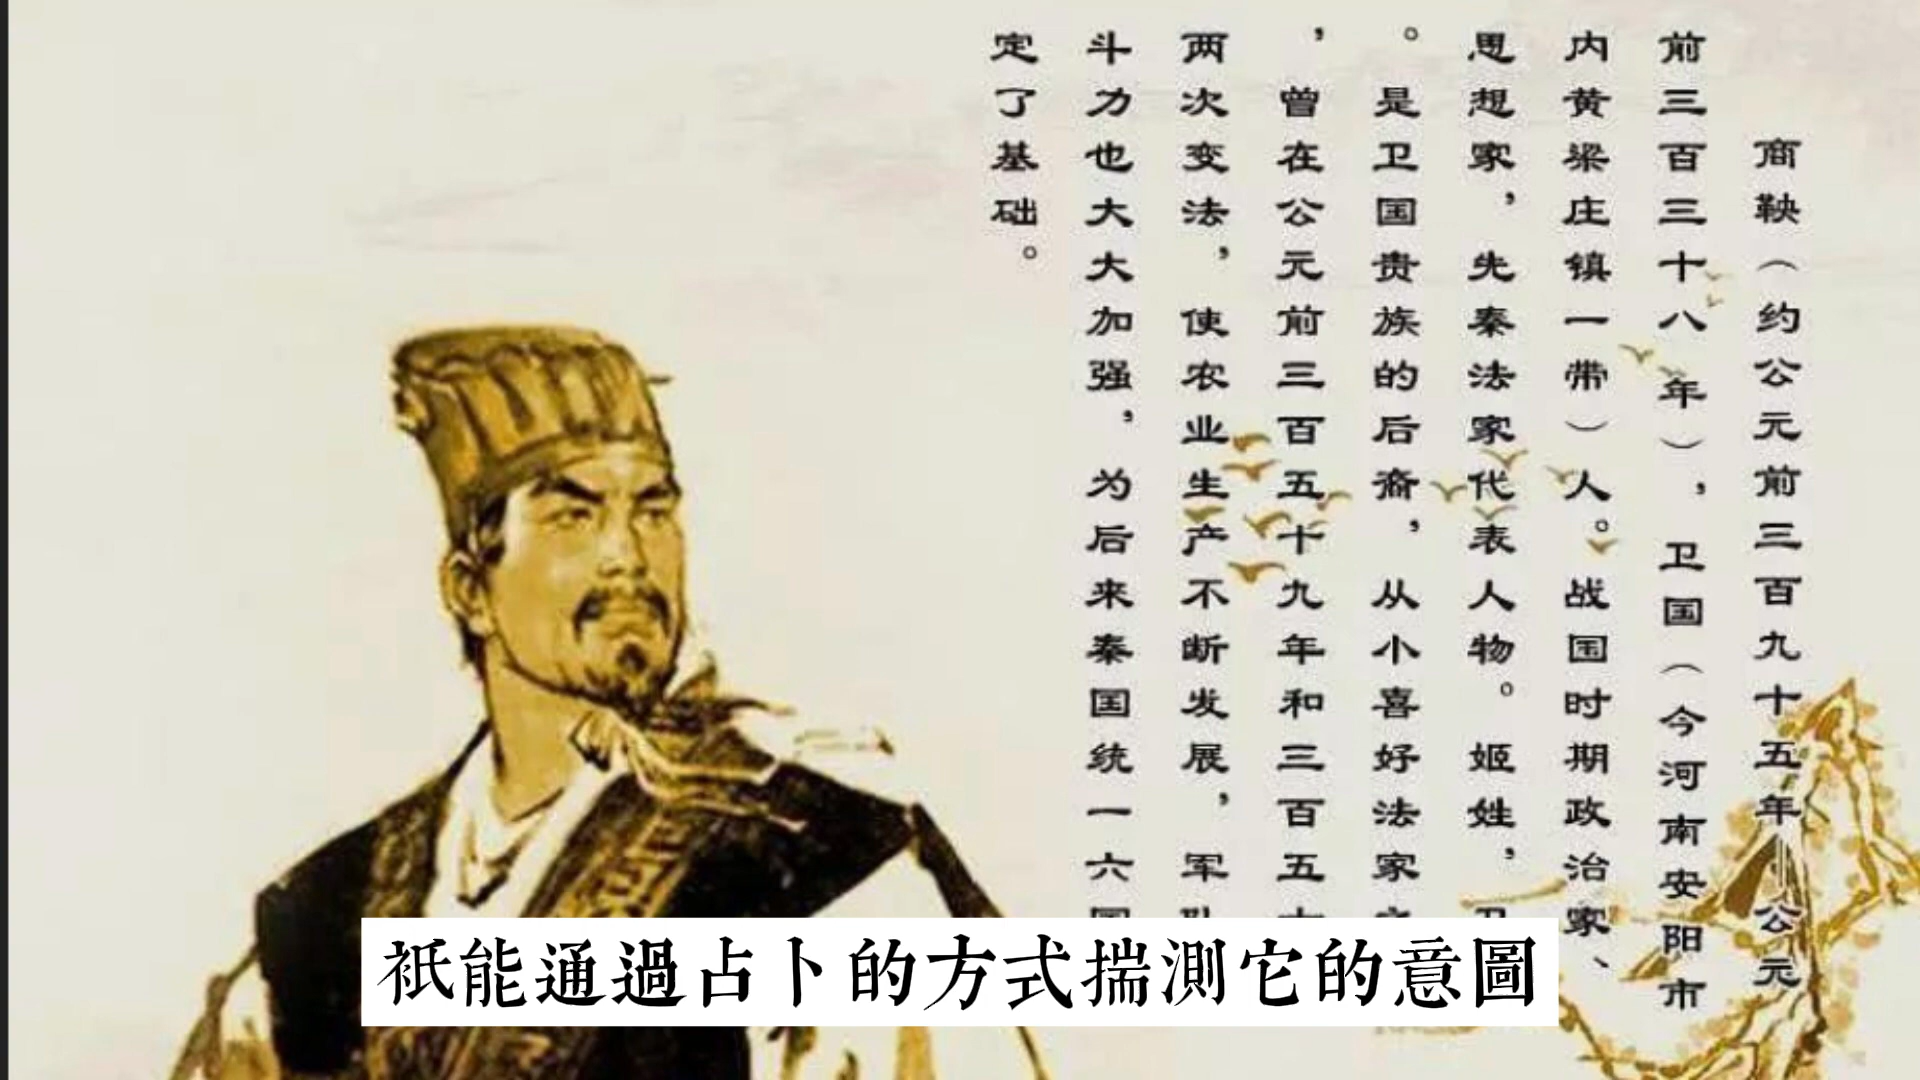 商鞅（约公元前三百九十五年—公元
前三百三十八年），卫国（今河南安阳市
内黄梁庄镇一带）人。战国时期政治家、
思想家，先秦法家代表人物。姬姓，
。是卫国贵族的后裔，从小喜好法家
，曾在公元前三百五十九年和三百五
两次变法，使农业生产不断发展，军
斗力也大大加强，为后来秦国统一六
定了基础。
祇能通過占卜的方式揣測它的意圖